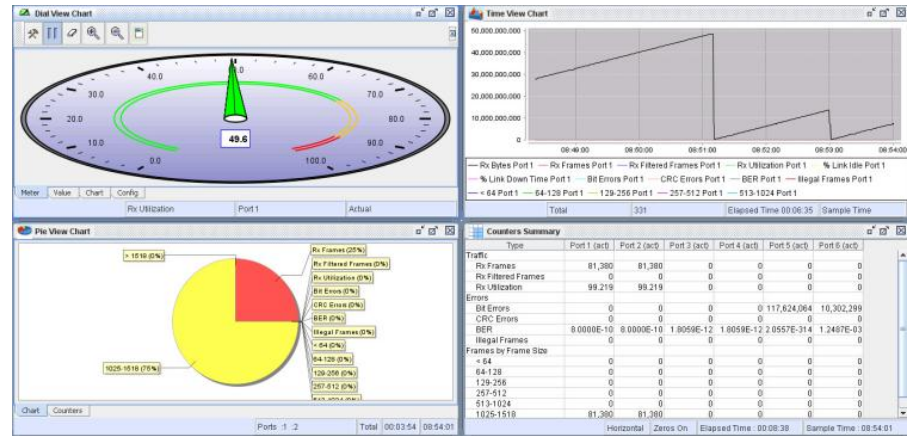 Dial View Chart
40.0
60.0
30.0
70.0
20.0
80.0
10.0
90.0
0.0
100.0
49.6
Meter Value Chart Config
Rx Utilization Port 1 Actual
Time View Chart
50,000,000,000
40,000,000,000
30,000,000,000
20,000,000,000
10,000,000,000
0
08:49:00 08:50:00 08:51:00 08:52:00 08:53:00 08:54:00
Rx Bytes Port 1 Rx Frames Port 1 Rx Filtered Frames Port 1 Rx Utilization Port 1 % Link Idle Port 1
% Link Down Time Port 1 Bit Errors Port 1 CRC Errors Port 1 BER Port 1 Illegal Frames Port 1
< 64 Port 1 64-128 Port 1 129-256 Port 1 257-512 Port 1 513-1024 Port 1
Total 331 Elapsed Time 00:06:35 Sample Time
Pie View Chart
> 1518 (0%)
Rx Frames (25%)
Rx Filtered Frames (0%)
Rx Utilization (0%)
Bit Errors (0%)
CRC Errors (0%)
BER (0%)
Illegal Frames (0%)
< 64 (0%)
64-128 (0%)
129-256 (0%)
257-512 (0%)
513-1024 (0%)
1025-1518 (75%)
Chart Counters
Ports :1 :2 Total 00:03:54 08:54:01
Counters Summary
Type Port 1 (act) Port 2 (act) Port 3 (act) Port 4 (act) Port 5 (act) Port 6 (act)
Traffic
Rx Frames 81,380 81,380 0 0 0 0
Rx Filtered Frames 0 0 0 0 0 0
Rx Utilization 99.219 99.219 0 0 0 0
Errors
Bit Errors 0 0 0 0 117,624,064 10,302,299
CRC Errors 0 0 0 0 0 0
BER 8.0000E-10 8.0000E-10 1.8059E-12 1.8059E-12 2.0557E-314 1.2487E-03
Illegal Frames 0 0 0 0 0 0
Frames by Frame Size
< 64 0 0 0 0 0 0
64-128 0 0 0 0 0 0
129-256 0 0 0 0 0 0
257-512 0 0 0 0 0 0
513-1024 0 0 0 0 0 0
1025-1518 81,380 81,380 0 0 0 0
Horizontal Zeros On Elapsed Time : 00:08:38 Sample Time : 08:54:01